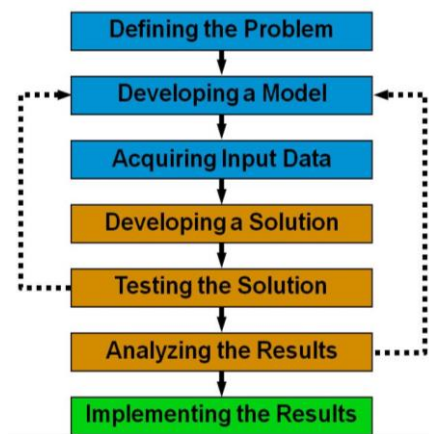 Defining the Problem
Developing a Model
Acquiring Input Data
Developing a Solution
Testing the Solution
Analyzing the Results
Implementing the Results